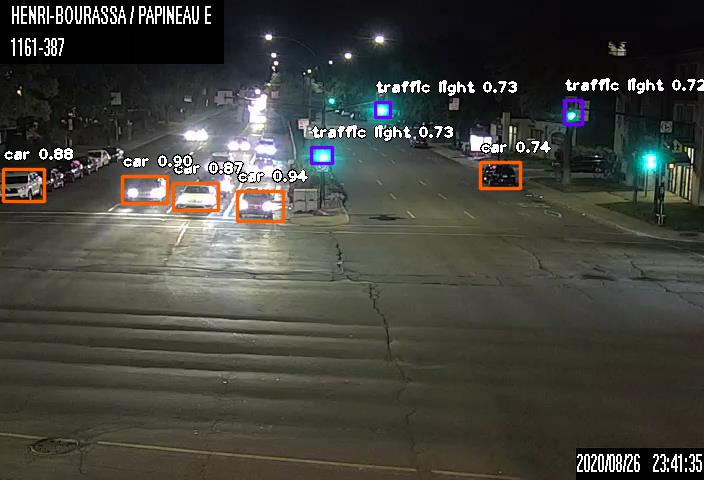 HENRI-BOURASSA / PAPINEAU E
1161-387
traffic light 0.73
traffic light 0.72
traffic light 0.73
car 0.88
car 0.90
car 0.87
car 0.94
car 0.74
2020/08/26 23:41:35